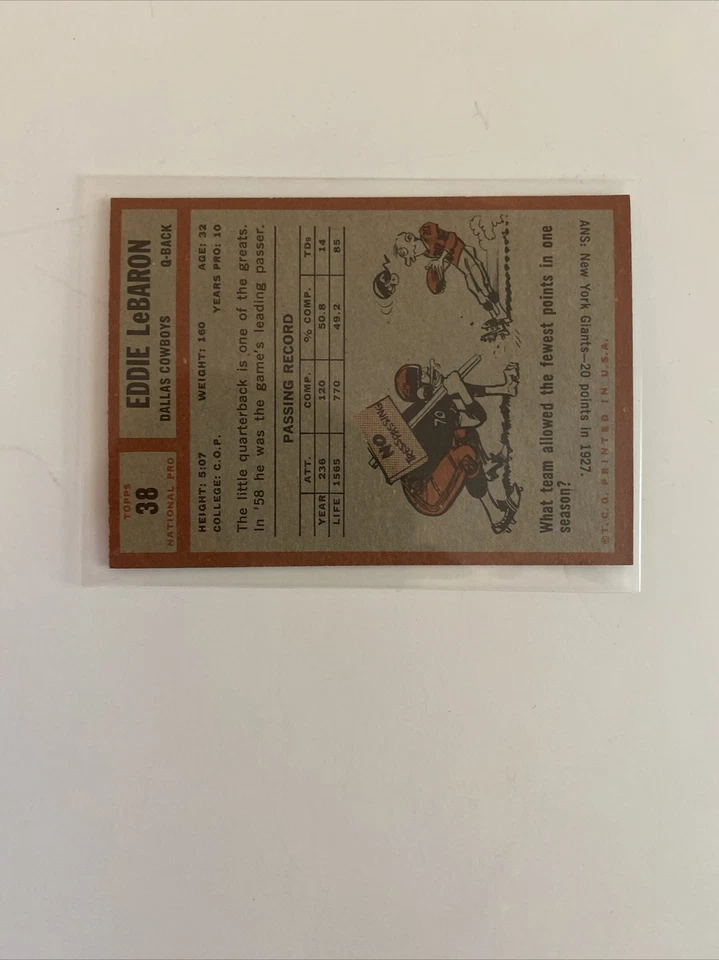 TOPPS
38
NATIONAL PRO
EDDIE LeBARON
DALLAS COWBOYS Q-BACK
HEIGHT: 5:07 WEIGHT: 160 AGE: 32
COLLEGE: C.O.P. YEARS PRO: 10
The little quarterback is one of the greats.
In '58 he was the game's leading passer.
PASSING RECORD
ATT. COMP. % COMP. TDs
YEAR 236 120 50.8 14
LIFE 1565 770 49.2 85
NO
TRESPASSING
70
What team allowed the fewest points in one
season?
ANS: New York Giants—20 points in 1927.
©T.C.G. PRINTED IN U.S.A.